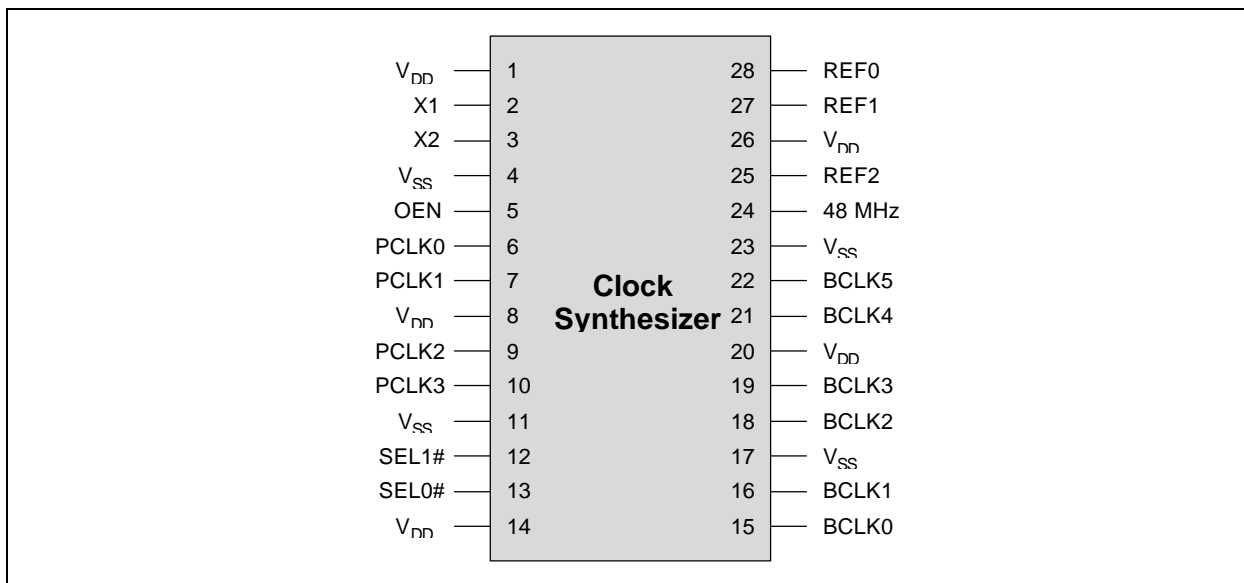 V_DD 1 28 REF0
X1 2 27 REF1
X2 3 26 V_DD
V_SS 4 25 REF2
OEN 5 24 48 MHz
PCLK0 6 23 V_SS
PCLK1 7 Clock 22 BCLK5
V_DD 8 Synthesizer 21 BCLK4
PCLK2 9 20 V_DD
PCLK3 10 19 BCLK3
V_SS 11 18 BCLK2
SEL1# 12 17 V_SS
SEL0# 13 16 BCLK1
V_DD 14 15 BCLK0